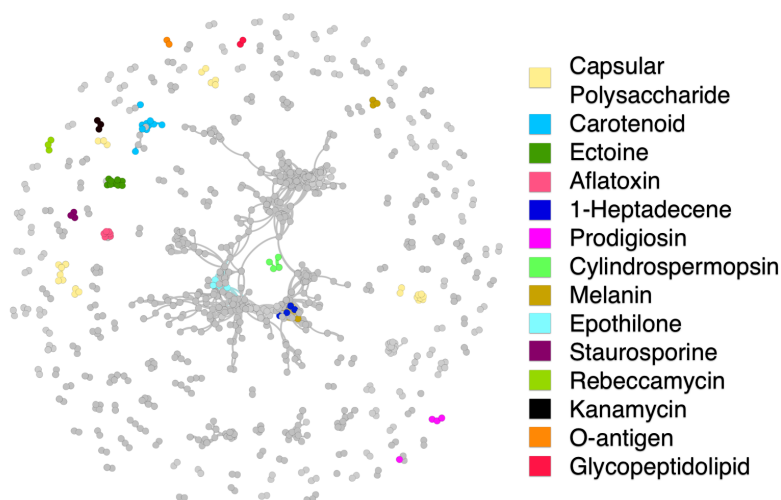 Capsular
Polysaccharide
Carotenoid
Ectoine
Aflatoxin
1-Heptadecene
Prodigiosin
Cylindrospermopsin
Melanin
Epothilone
Staurosporine
Rebeccamycin
Kanamycin
O-antigen
Glycopeptidolipid